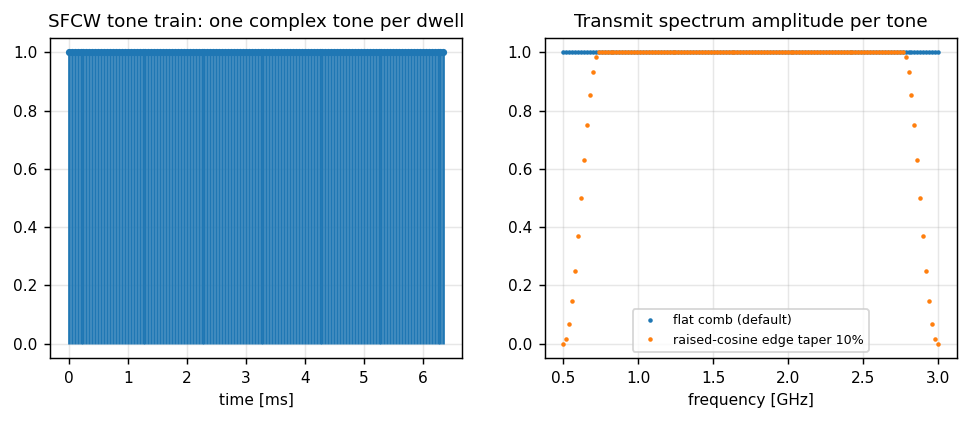 SFCW tone train: one complex tone per dwell
1.0
0.8
0.6
0.4
0.2
0.0
0 1 2 3 4 5 6
time [ms]
Transmit spectrum amplitude per tone
1.0
0.8
0.6
0.4
0.2
0.0
flat comb (default)
raised-cosine edge taper 10%
0.5 1.0 1.5 2.0 2.5 3.0
frequency [GHz]